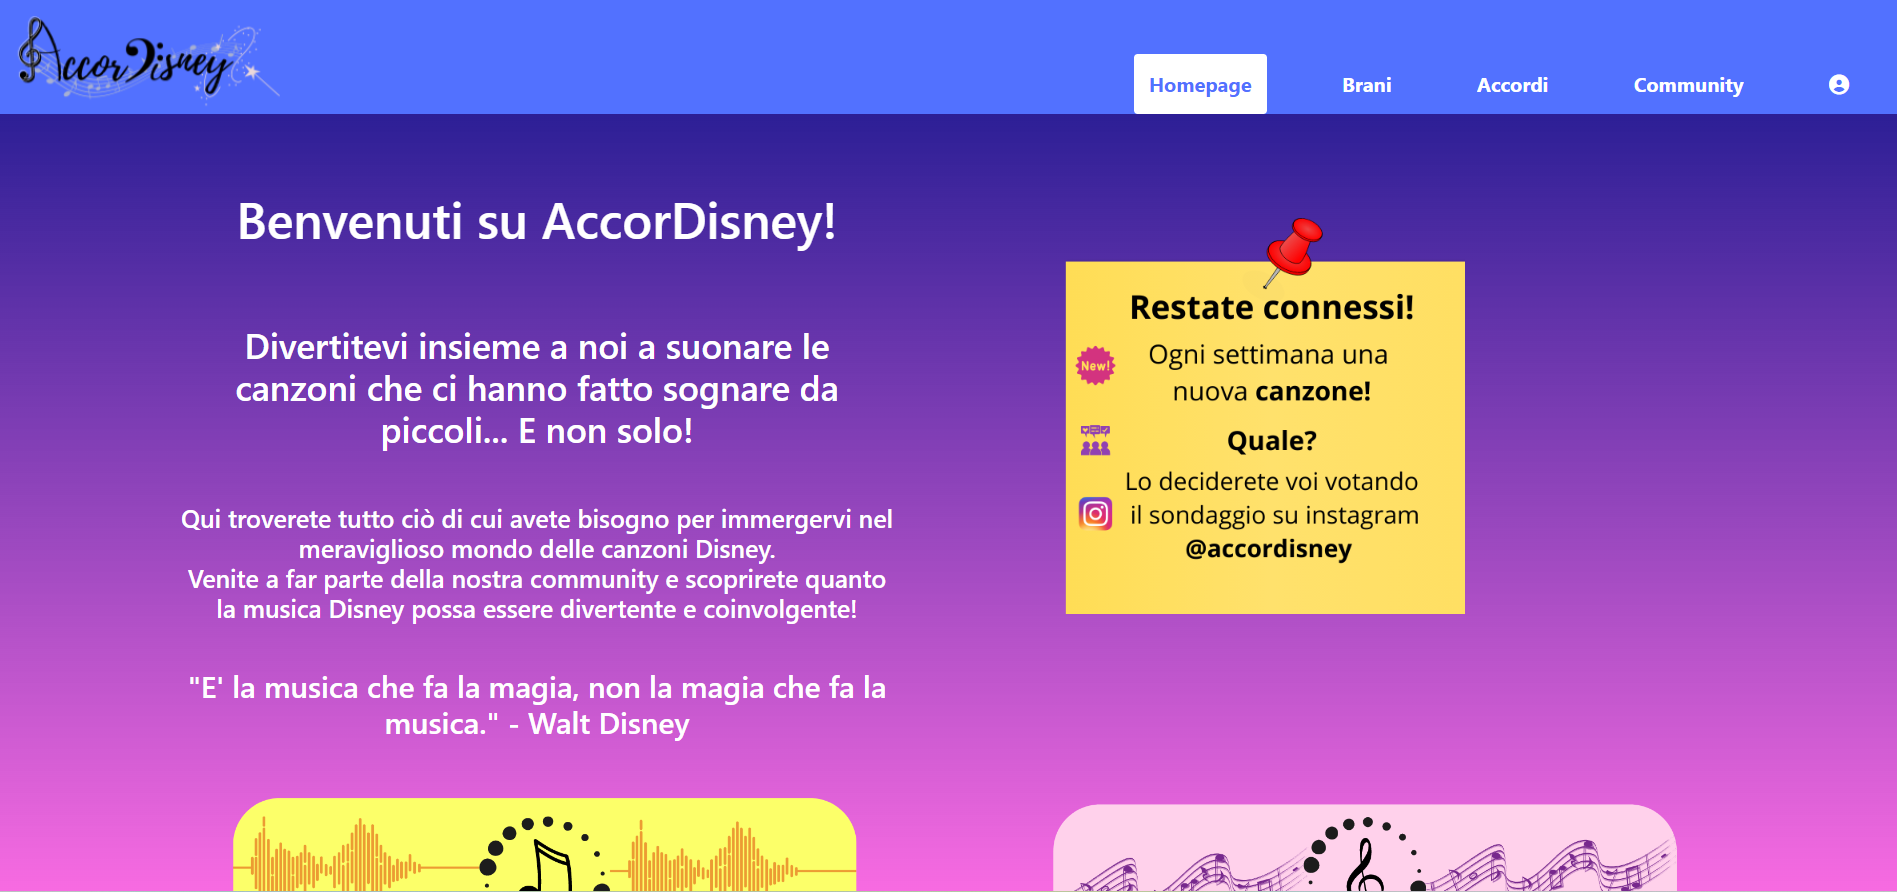 AccorDisney
Homepage
Brani
Accordi
Community
Benvenuti su AccorDisney!
Divertitevi insieme a noi a suonare le
canzoni che ci hanno fatto sognare da
piccoli... E non solo!
Qui troverete tutto ciò di cui avete bisogno per immergervi nel
meraviglioso mondo delle canzoni Disney.
Venite a far parte della nostra community e scoprirete quanto
la musica Disney possa essere divertente e coinvolgente!
"E' la musica che fa la magia, non la magia che fa la
musica." - Walt Disney
Restate connessi!
New!
Ogni settimana una
nuova canzone!
Quale?
Lo deciderete voi votando
il sondaggio su instagram
@accordisney